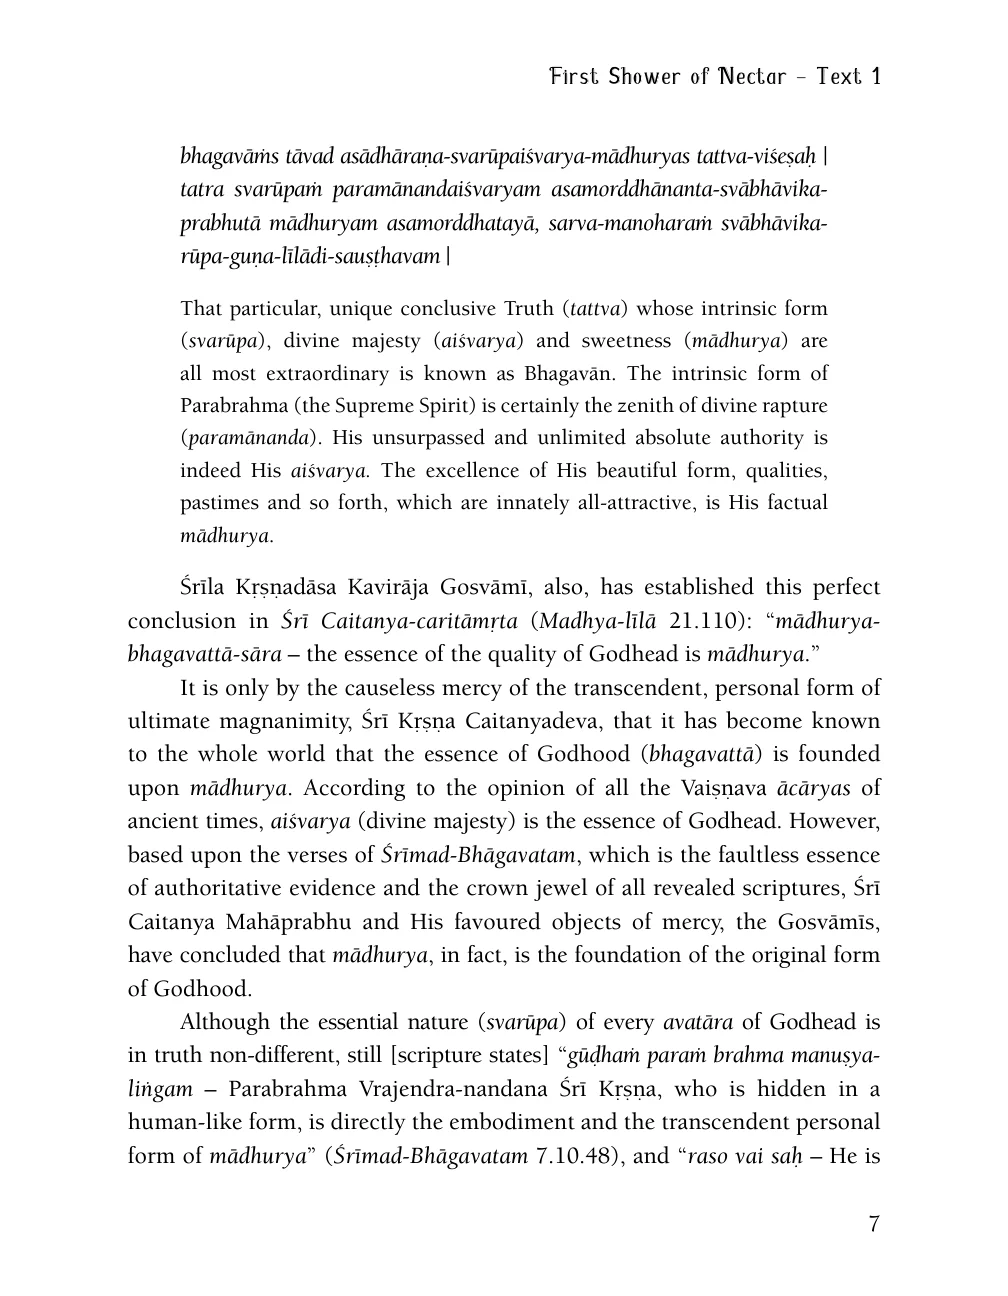 First Shower of Nectar – Text 1
bhagavāṁs tāvad asādhāraṇa-svarūpaiśvarya-mādhuryas tattva-viśeṣaḥ |
tatra svarūpaṁ paramānandaiśvaryam asamorddhānanta-svābhāvika-
prabhutā mādhuryam asamorddhatayā, sarva-manoharaṁ svābhāvika-
rūpa-guṇa-līlādi-sauṣṭhavam |
That particular, unique conclusive Truth (tattva) whose intrinsic form
(svarūpa), divine majesty (aiśvarya) and sweetness (mādhurya) are
all most extraordinary is known as Bhagavān. The intrinsic form of
Parabrahma (the Supreme Spirit) is certainly the zenith of divine rapture
(paramānanda). His unsurpassed and unlimited absolute authority is
indeed His aiśvarya. The excellence of His beautiful form, qualities,
pastimes and so forth, which are innately all-attractive, is His factual
mādhurya.
Śrīla Kṛṣṇadāsa Kavirāja Gosvāmī, also, has established this perfect
conclusion in Śrī Caitanya-caritāmṛta (Madhya-līlā 21.110): “mādhurya-
bhagavattā-sāra – the essence of the quality of Godhead is mādhurya.”
It is only by the causeless mercy of the transcendent, personal form of
ultimate magnanimity, Śrī Kṛṣṇa Caitanyadeva, that it has become known
to the whole world that the essence of Godhood (bhagavattā) is founded
upon mādhurya. According to the opinion of all the Vaiṣṇava ācāryas of
ancient times, aiśvarya (divine majesty) is the essence of Godhead. However,
based upon the verses of Śrīmad-Bhāgavatam, which is the faultless essence
of authoritative evidence and the crown jewel of all revealed scriptures, Śrī
Caitanya Mahāprabhu and His favoured objects of mercy, the Gosvāmīs,
have concluded that mādhurya, in fact, is the foundation of the original form
of Godhood.
Although the essential nature (svarūpa) of every avatāra of Godhead is
in truth non-different, still [scripture states] “gūḍhaṁ paraṁ brahma manuṣya-
liṅgam – Parabrahma Vrajendra-nandana Śrī Kṛṣṇa, who is hidden in a
human-like form, is directly the embodiment and the transcendent personal
form of mādhurya” (Śrīmad-Bhāgavatam 7.10.48), and “raso vai saḥ – He is
7